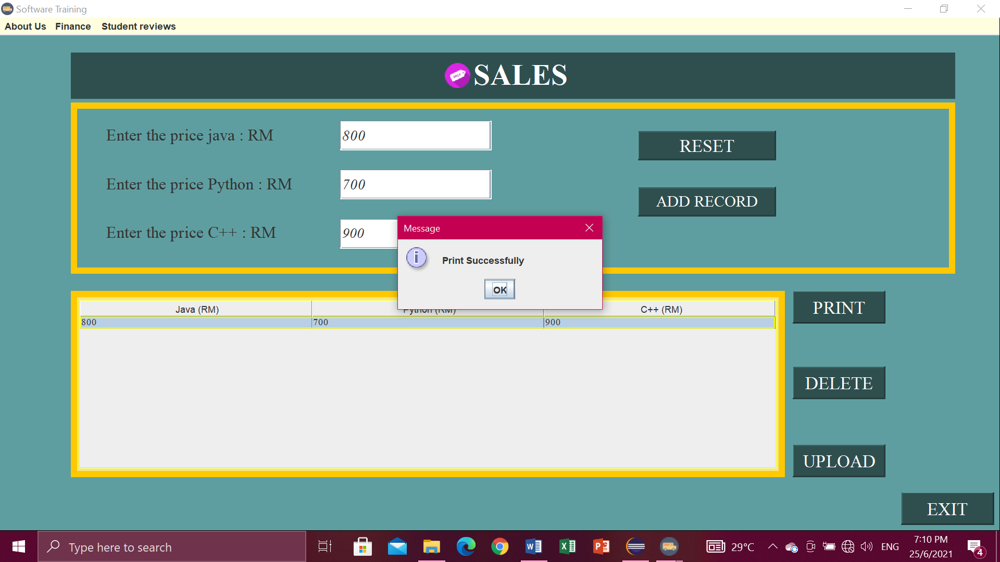 Software Training
About Us Finance Student reviews
SALES
Enter the price java : RM 800
RESET
Enter the price Python : RM 700
ADD RECORD
Enter the price C++ : RM 900
Message
Print Successfully
OK
Java (RM) Python (RM) C++ (RM)
800 700 900
PRINT
DELETE
UPLOAD
EXIT
Type here to search
29°C
ENG
7:10 PM
25/6/2021
4